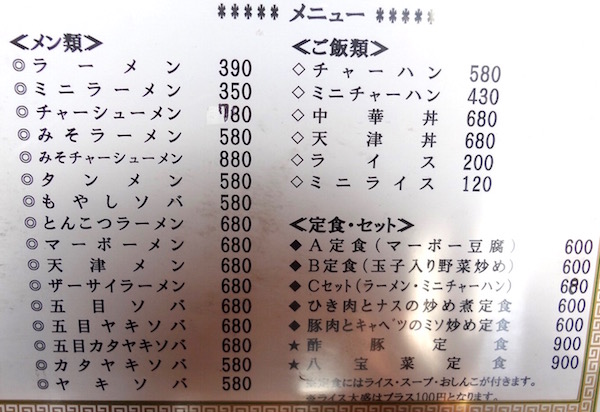 ***** メニュー *****
≪メン類≫
◎ラーメン 390
◎ミニラーメン 350
◎チャーシューメン 780
◎みそラーメン 580
◎みそチャーシューメン 880
◎タンメン 580
◎もやしソバ 580
◎とんこつラーメン 680
◎マーボーメン 680
◎天津メン 680
◎ザーサイラーメン 680
◎五目ソバ 680
◎五目ヤキソバ 680
◎五目カタヤキソバ 680
◎カタヤキソバ 580
◎ヤキソバ 580
≪ご飯類≫
◇チャーハン 580
◇ミニチャーハン 430
◇中華丼 680
◇天津丼 680
◇ライス 200
◇ミニライス 120
≪定食・セット≫
◆A定食(マーボー豆腐) 600
◆B定食(玉子入り野菜炒め) 600
◆Cセット(ラーメン・ミニチャーハン) 680
◆ひき肉とナスの炒め煮定食 600
◆豚肉とキャベツのミソ炒め定食 600
★酢豚定食 900
★八宝菜定食 900
※定食にはライス・スープ・おしんこが付きます。
※ライス大盛はプラス100円となります。